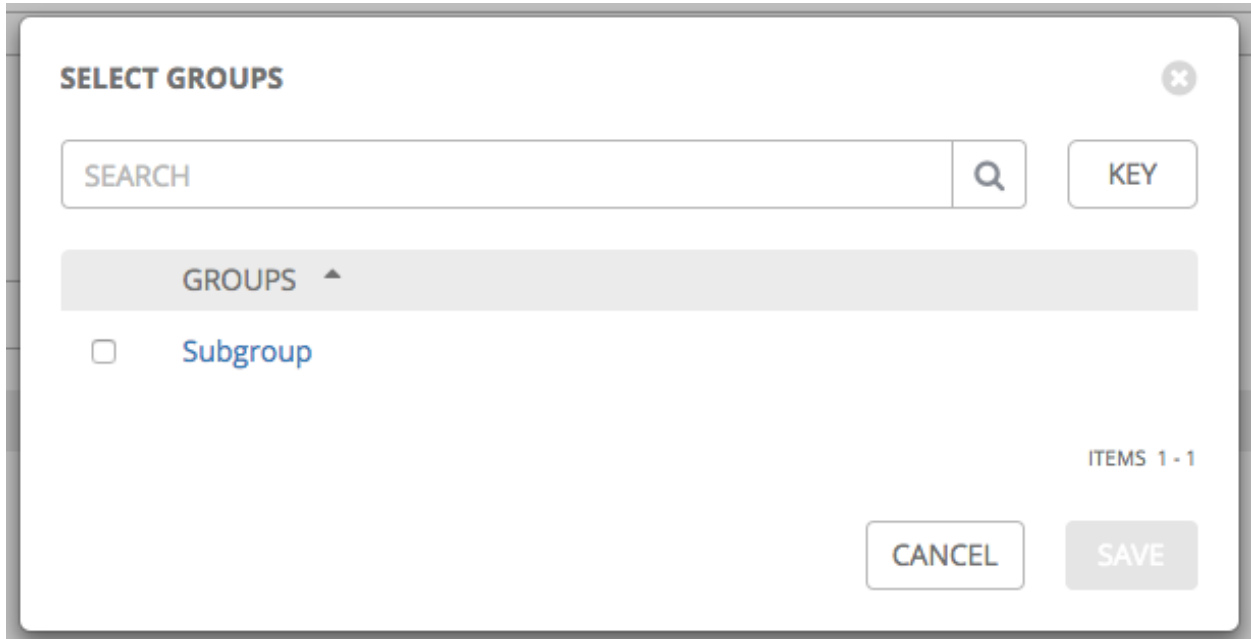 SELECT GROUPS
SEARCH
KEY
GROUPS
Subgroup
ITEMS 1 - 1
CANCEL
SAVE